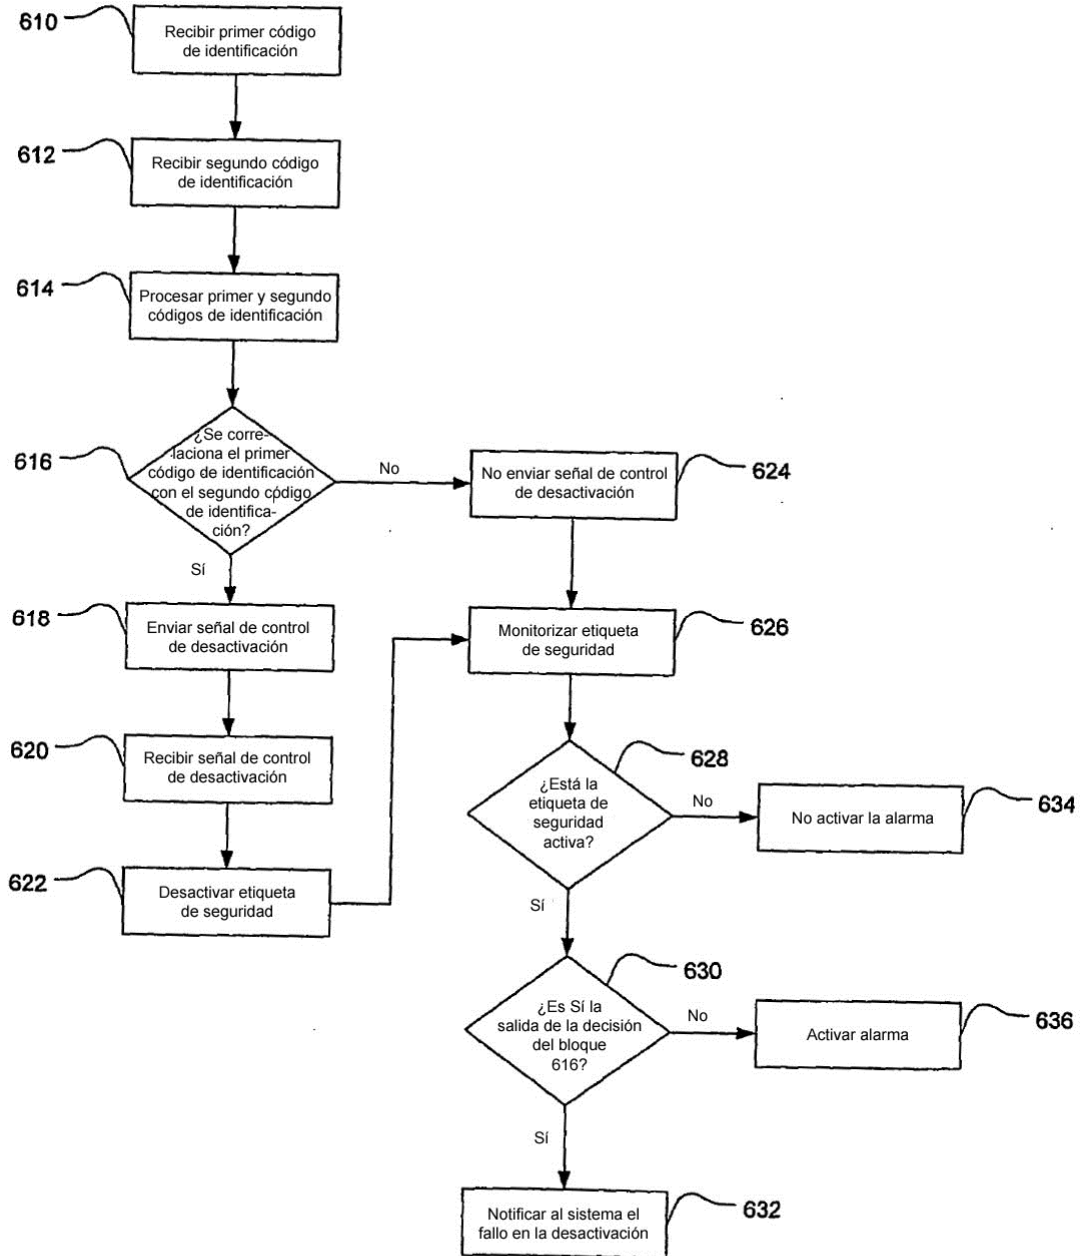 610
Recibir primer código
de identificación
612
Recibir segundo código
de identificación
614
Procesar primer y segundo
códigos de identificación
616
¿Se corre-
laciona el primer
código de identificación
con el segundo código
de identifica-
ción?
No
Sí
No enviar señal de control
de desactivación
624
618
Enviar señal de control
de desactivación
Monitorizar etiqueta
de seguridad
626
620
Recibir señal de control
de desactivación
628
¿Está la
etiqueta de
seguridad
activa?
No
Sí
No activar la alarma
634
622
Desactivar etiqueta
de seguridad
630
¿Es Sí la
salida de la decisión
del bloque
616?
No
Sí
Activar alarma
636
Notificar al sistema el
fallo en la desactivación
632